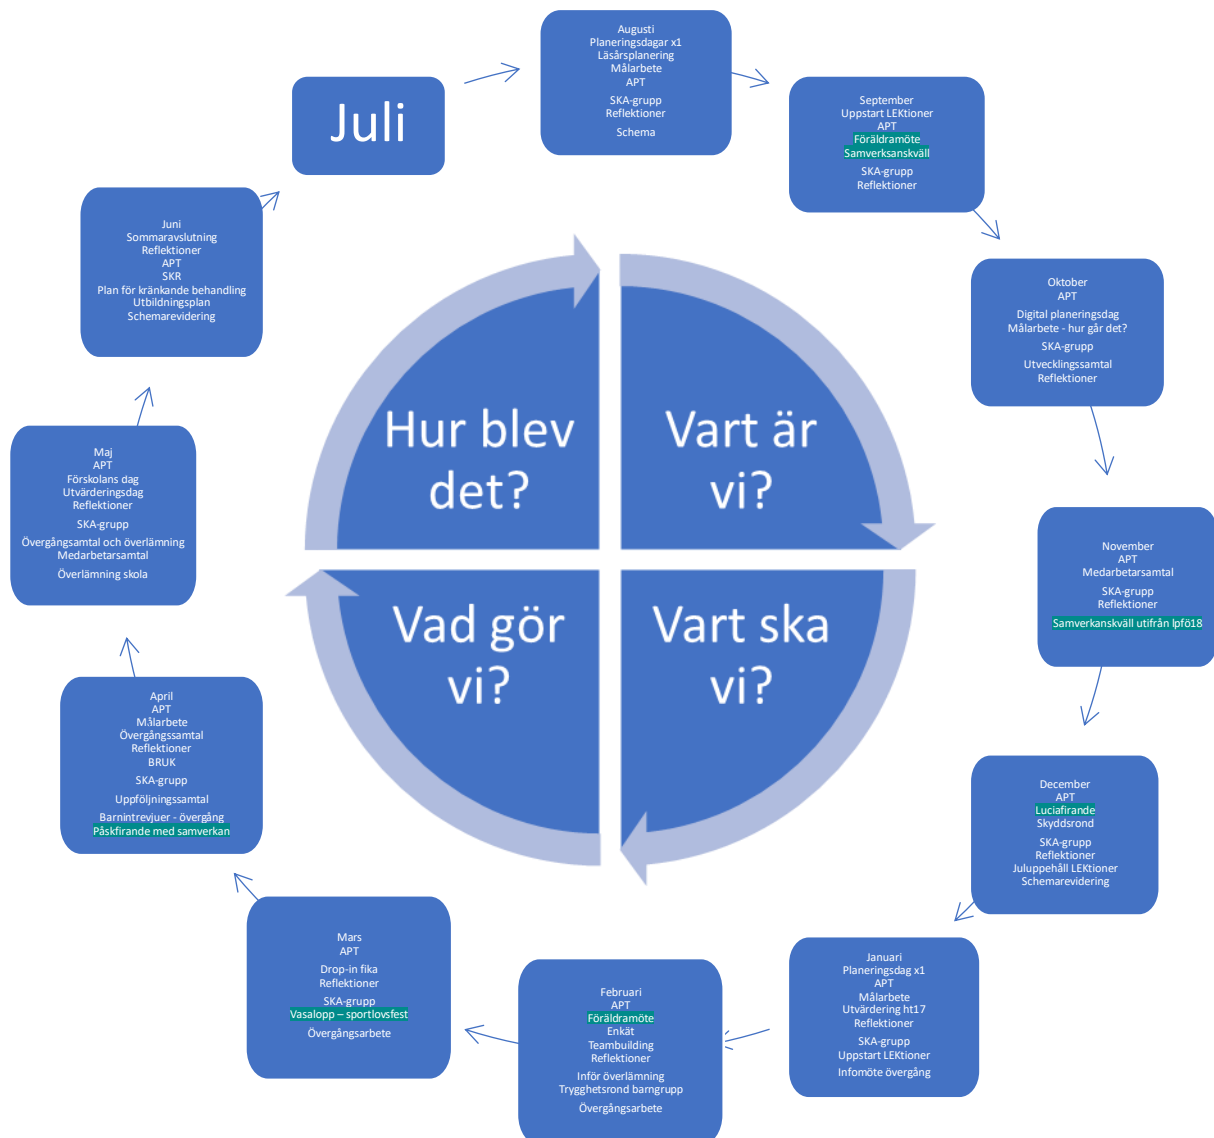 Juli
Augusti
Planeringsdagar x1
Läsårsplanering
Målarbete
APT
SKA-grupp
Reflektioner
Schema
September
Uppstart LEKtioner
APT
Föräldramöte
Samverksanskväll
SKA-grupp
Reflektioner
Oktober
APT
Digital planeringsdag
Målarbete - hur går det?
SKA-grupp
Utvecklingssamtal
Reflektioner
November
APT
Medarbetarsamtal
SKA-grupp
Reflektioner
Samverkanskväll utifrån lpfö18
December
APT
Luciafirande
Skyddsrond
SKA-grupp
Reflektioner
Juluppehåll LEKtioner
Schemarevidering
Januari
Planeringsdag x1
APT
Målarbete
Utvärdering ht17
Reflektioner
SKA-grupp
Uppstart LEKtioner
Infomöte övergång
Februari
APT
Föräldramöte
Enkät
Teambuilding
Reflektioner
Inför överlämning
Trygghetsrond barngrupp
Övergångsarbete
Mars
APT
Drop-in fika
Reflektioner
SKA-grupp
Vasalopp – sportlovsfest
Övergångsarbete
April
APT
Målarbete
Övergångssamtal
Reflektioner
BRUK
SKA-grupp
Uppföljningssamtal
Barnintrevjuer - övergång
Påskfirande med samverkan
Maj
APT
Förskolans dag
Utvärderingsdag
Reflektioner
SKA-grupp
Övergångsamtal och överlämning
Medarbetarsamtal
Överlämning skola
Juni
Sommaravslutning
Reflektioner
APT
SKR
Plan för kränkande behandling
Utbildningsplan
Schemarevidering
Hur blev
det?
Vart är
vi?
Vad gör
vi?
Vart ska
vi?